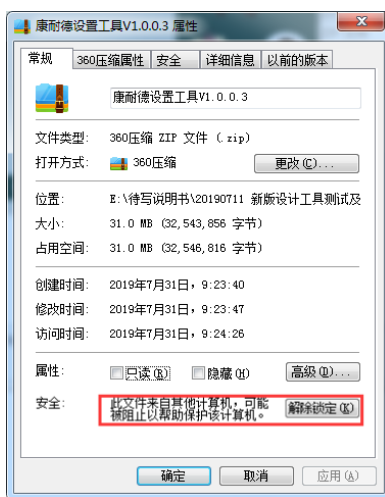 康耐德设置工具V1.0.0.3 属性
常规 360压缩属性 安全 详细信息 以前的版本
康耐德设置工具V1.0.0.3
文件类型: 360压缩 ZIP 文件 (.zip)
打开方式: 360压缩 更改(C)...
位置: E:\待写说明书\20190711 新版设计工具测试及
大小: 31.0 MB (32,543,856 字节)
占用空间: 31.0 MB (32,546,816 字节)
创建时间: 2019年7月31日, 9:23:40
修改时间: 2019年7月31日, 9:23:47
访问时间: 2019年7月31日, 9:24:26
属性: 只读(R) 隐藏(H) 高级(D)...
安全: 此文件来自其他计算机，可能
被阻止以帮助保护该计算机。 解除锁定(K)
确定 取消 应用(A)